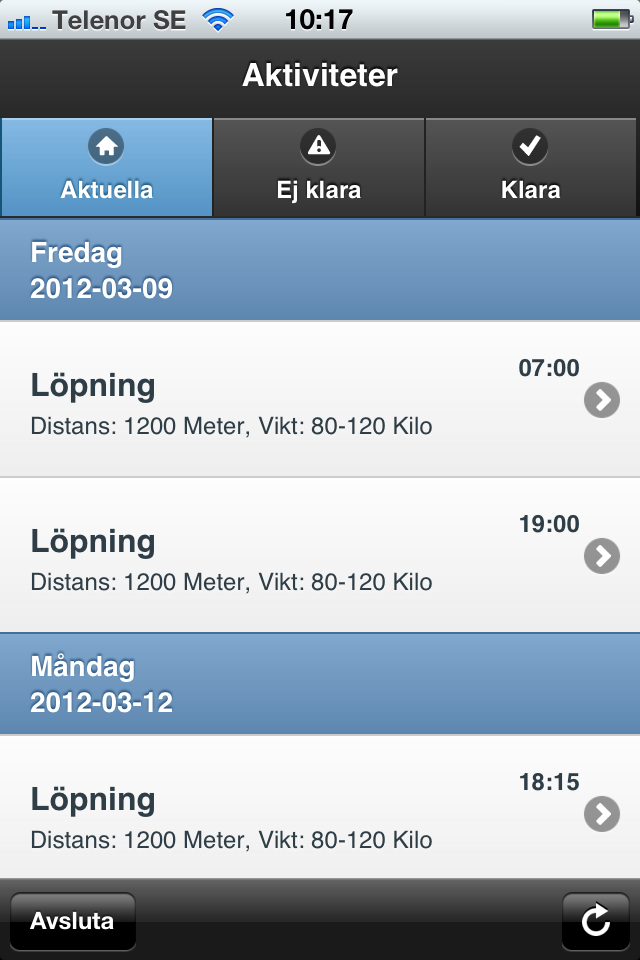 Telenor SE 10:17
Aktiviteter
Aktuella Ej klara Klara
Fredag
2012-03-09
07:00
Löpning
Distans: 1200 Meter, Vikt: 80-120 Kilo
19:00
Löpning
Distans: 1200 Meter, Vikt: 80-120 Kilo
Måndag
2012-03-12
18:15
Löpning
Distans: 1200 Meter, Vikt: 80-120 Kilo
Avsluta